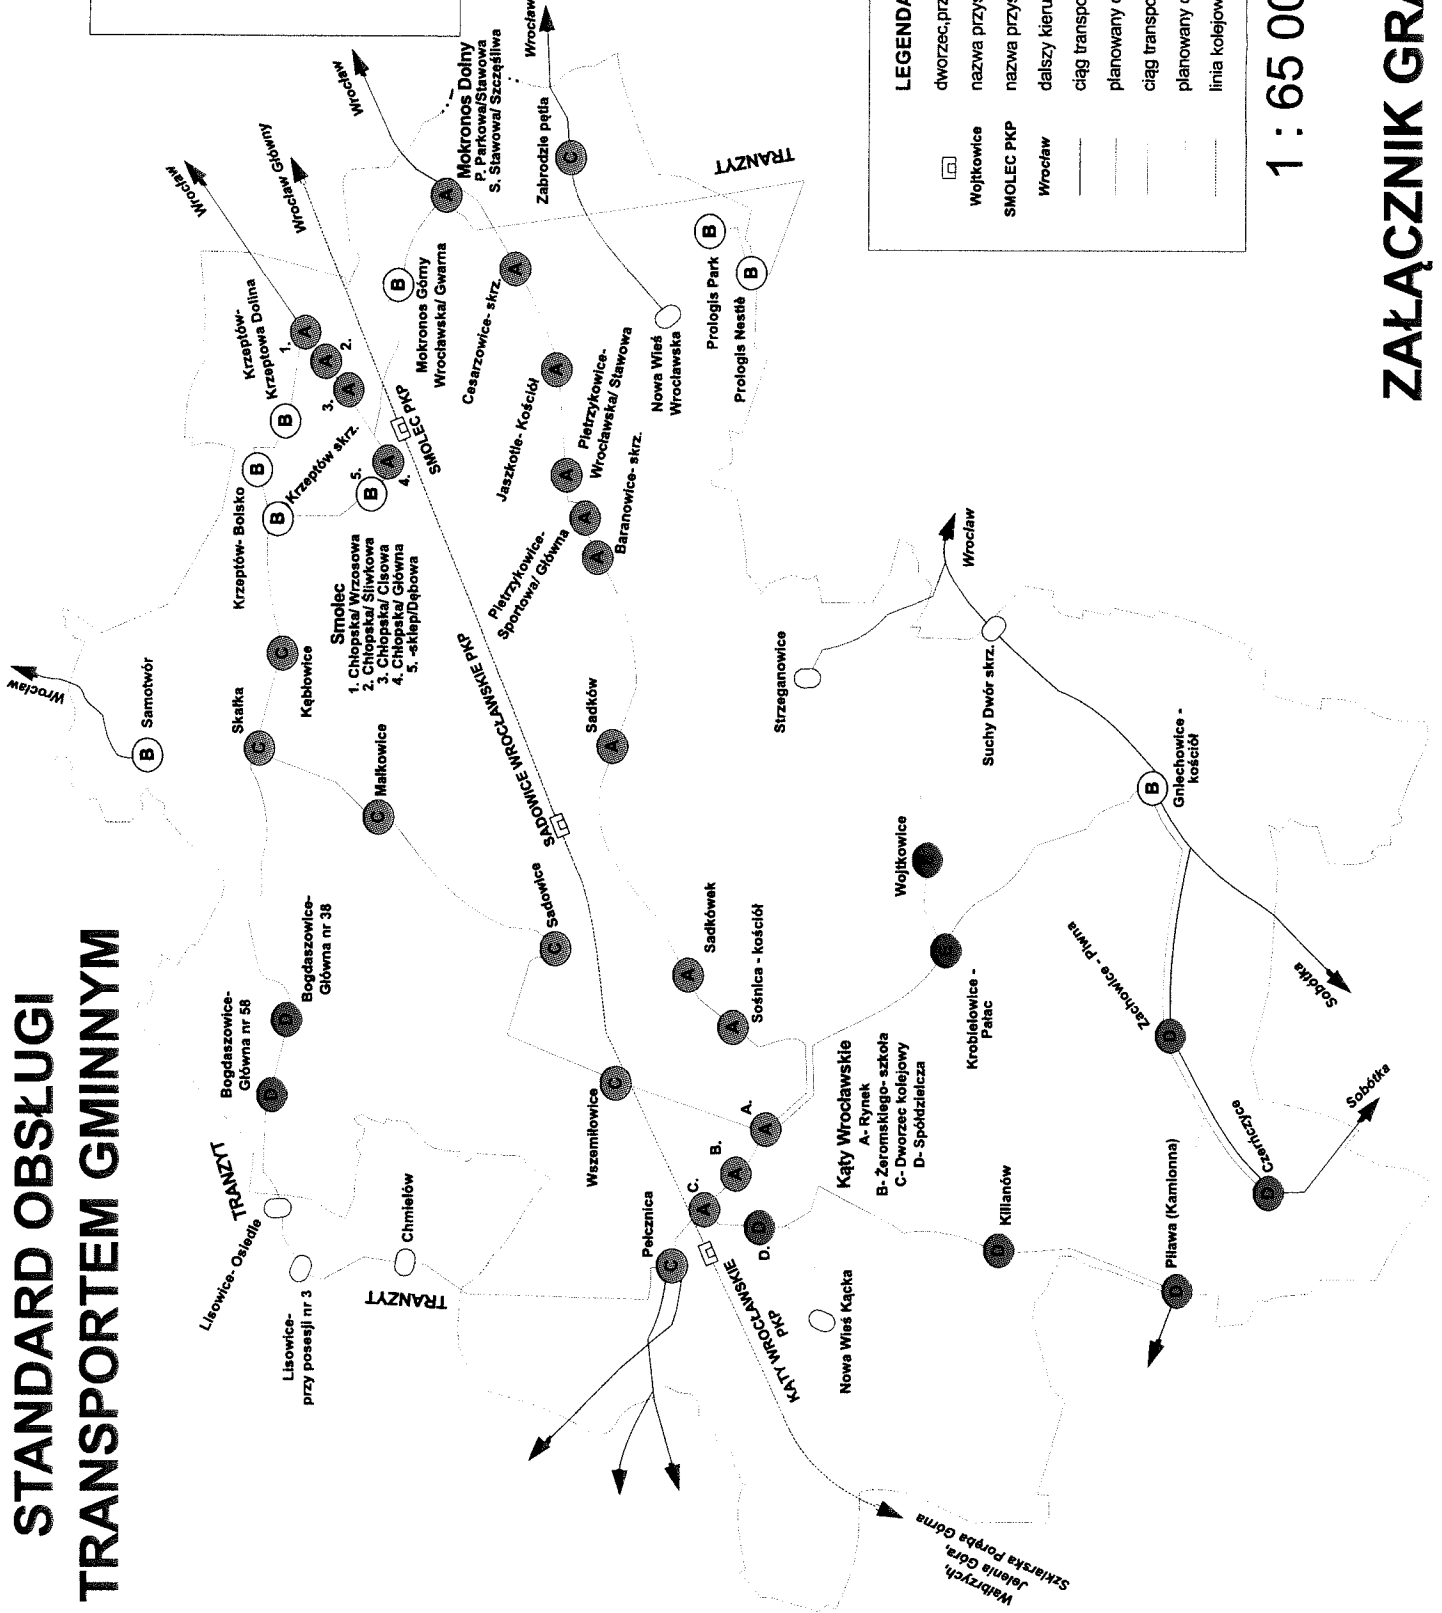 STANDARD OBSŁUGI
TRANSPORTEM GMINNYM
Wrocław
Samotwór
B
Skałka
C
Kębłowice
C
Małkowice
C
Krzeptów- Bolsko
B
Krzeptów skrz.
B
Krzeptów-
Krzeptowa Dolina
B
Wrocław
Wrocław Główny
Wrocław
Wrocław
1.
A
2.
A
3.
A
4.
A
5.
B
Smolec
1. Chłopska/ Wrzosowa
2. Chłopska/ Śliwkowa
3. Chłopska/ Cisowa
4. Chłopska/ Główna
5. -sklep/Dębowa
SMOLEC PKP
Mokronos Dolny
P. Parkowa/Stawowa
S. Stawowa/ Szczęśliwa
A
Mokronos Górny
Wrocławska/ Gwarna
B
Zabrodzie pętla
C
TRANZYT
Cesarzowice- skrz.
A
Jaszkotle- Kościół
A
Pietrzykowice-
Wrocławska/ Stawowa
A
Pietrzykowice-
Sportowa/ Główna
A
Baranowice- skrz.
A
Nowa Wieś
Wrocławska
Prologis Park
B
Prologis Nestlè
B
SADOWICE WROCŁAWSKIE PKP
Sadków
A
Sadowice
C
Sadkówek
A
Sośnica - kościół
A
Strzeganowice
Wrocław
Suchy Dwór skrz.
Gniechowice -
kościół
B
Wojtkowice
Krobielowice -
Pałac
Bogdaszowice-
Główna nr 58
D
Bogdaszowice-
Główna nr 38
D
TRANZYT
Lisowice- Osiedle
Lisowice-
przy posesji nr 3
Chmielów
TRANZYT
Wszemiłowice
C
Pełcznica
C
A.
A
B.
A
C.
A
D.
D
Kąty Wrocławskie
A- Rynek
B- Żeromskiego- szkoła
C- Dworzec kolejowy
D- Spółdzielcza
KĄTY WROCŁAWSKIE
PKP
Nowa Wieś Kącka
Kilianów
D
Piława (Kamionna)
D
Zachowice - Piwna
D
Czerńczyce
D
Sobótka
Sobótka
Wałbrzych,
Jelenia Góra,
Szklarska Poręba Górna
LEGENDA
Wojtkowice
SMOLEC PKP
Wrocław
dworzec,prz
nazwa przys
nazwa przys
dalszy kieru
ciąg transpo
planowany c
ciąg transpo
planowany c
linia kolejow
1 : 65 00
ZAŁĄCZNIK GRA